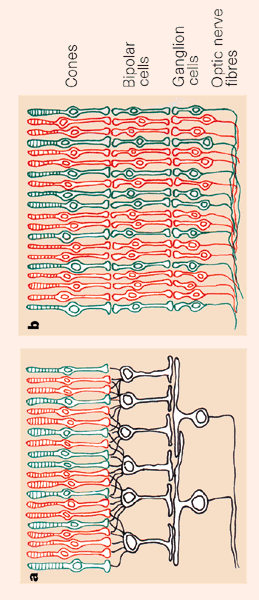 a
b
Cones
Bipolar
cells
Ganglion
cells
Optic nerve
fibres